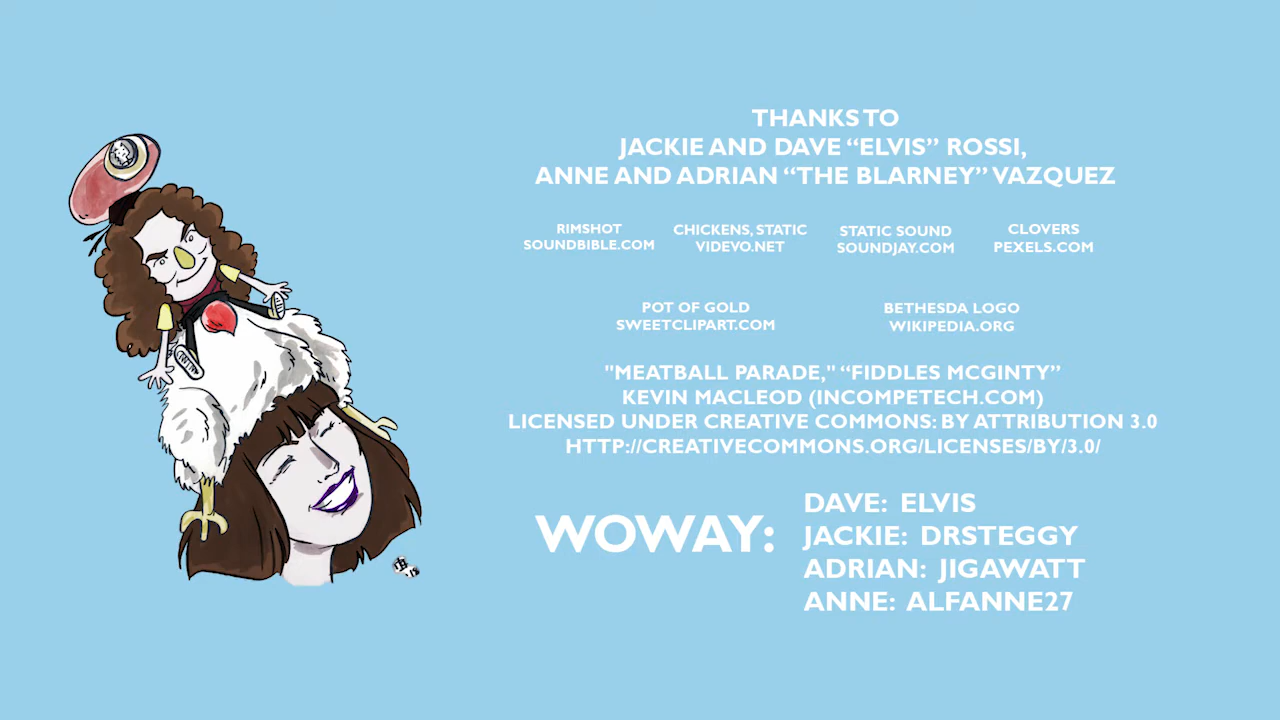 THANKS TO
JACKIE AND DAVE “ELVIS” ROSSI,
ANNE AND ADRIAN “THE BLARNEY” VAZQUEZ
RIMSHOT
SOUNDBIBLE.COM
CHICKENS, STATIC
VIDEVO.NET
STATIC SOUND
SOUNDJAY.COM
CLOVERS
PEXELS.COM
POT OF GOLD
SWEETCLIPART.COM
BETHESDA LOGO
WIKIPEDIA.ORG
"MEATBALL PARADE," “FIDDLES MCGINTY”
KEVIN MACLEOD (INCOMPETECH.COM)
LICENSED UNDER CREATIVE COMMONS: BY ATTRIBUTION 3.0
HTTP://CREATIVECOMMONS.ORG/LICENSES/BY/3.0/
WOWAY:
DAVE: ELVIS
JACKIE: DRSTEGGY
ADRIAN: JIGAWATT
ANNE: ALFANNE27